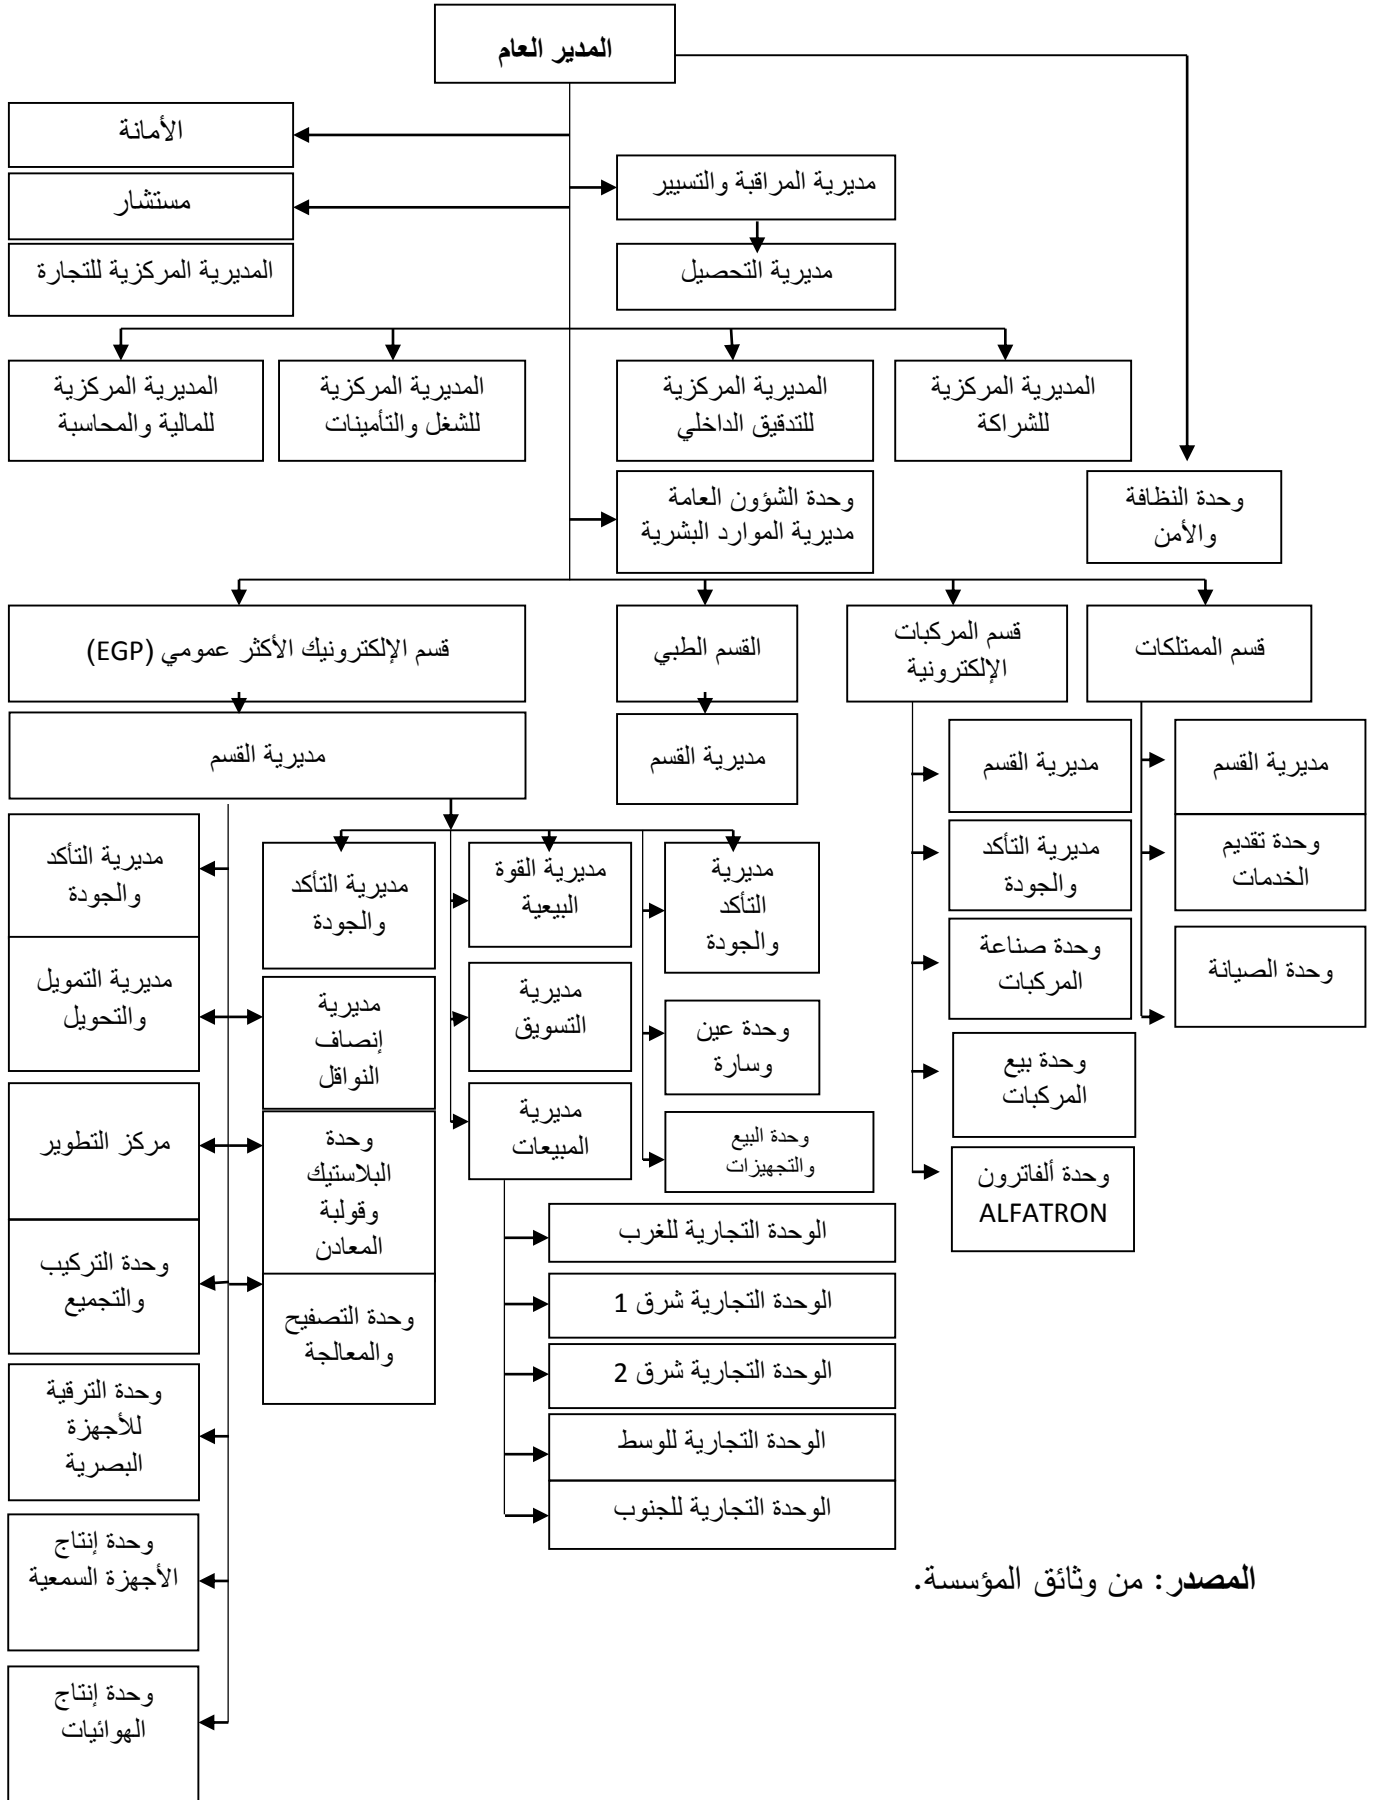 المدير العام
الأمانة
مديرية المراقبة والتسيير
مستشار
المديرية المركزية للتجارة
مديرية التحصيل
المديرية المركزية
للشراكة
المديرية المركزية
للتدقيق الداخلي
المديرية المركزية
للشغل والتأمينات
المديرية المركزية
للمالية والمحاسبة
وحدة النظافة
والأمن
وحدة الشؤون العامة
مديرية الموارد البشرية
قسم الممتلكات
قسم المركبات
الإلكترونية
القسم الطبي
قسم الإلكترونيك الأكثر عمومي (EGP)
مديرية القسم
وحدة تقديم
الخدمات
وحدة الصيانة
مديرية القسم
مديرية التأكد
والجودة
وحدة صناعة
المركبات
وحدة بيع
المركبات
وحدة ألفاترون
ALFATRON
مديرية القسم
مديرية القسم
مديرية
التأكد
والجودة
وحدة عين
وسارة
وحدة البيع
والتجهيزات
مديرية القوة
البيعية
مديرية
التسويق
مديرية
المبيعات
الوحدة التجارية للغرب
الوحدة التجارية شرق 1
الوحدة التجارية شرق 2
الوحدة التجارية للوسط
الوحدة التجارية للجنوب
مديرية التأكد
والجودة
مديرية
إنصاف
النواقل
وحدة
البلاستيك
وقولبة
المعادن
وحدة التصفيح
والمعالجة
مديرية التأكد
والجودة
مديرية التمويل
والتحويل
مركز التطوير
وحدة التركيب
والتجميع
وحدة الترقية
للأجهزة
البصرية
وحدة إنتاج
الأجهزة السمعية
وحدة إنتاج
الهوائيات
المصدر: من وثائق المؤسسة.